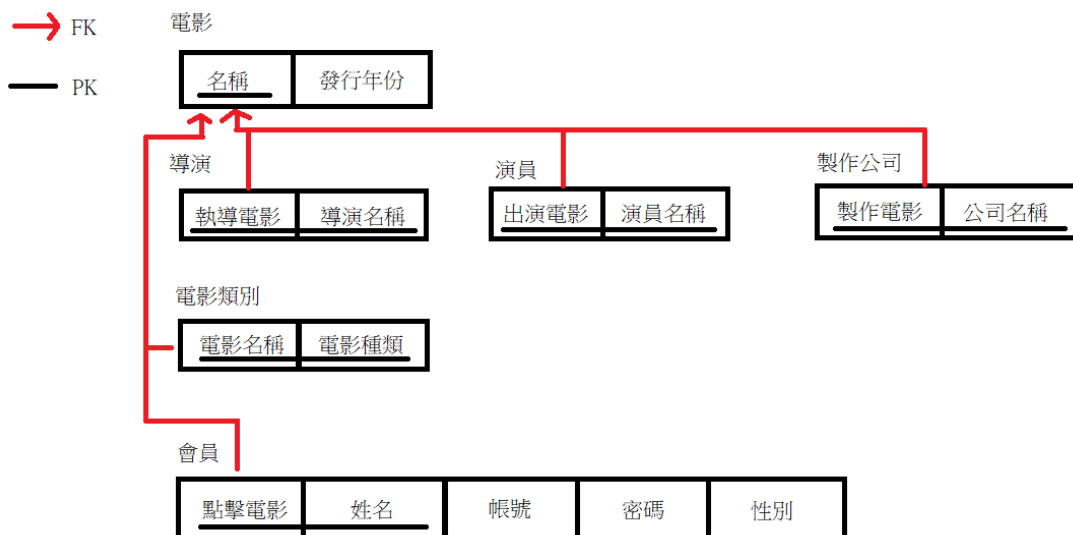 FK
PK
電影
名稱 發行年份
導演 演員 製作公司
執導電影 導演名稱 出演電影 演員名稱 製作電影 公司名稱
電影類別
電影名稱 電影種類
會員
點擊電影 姓名 帳號 密碼 性別